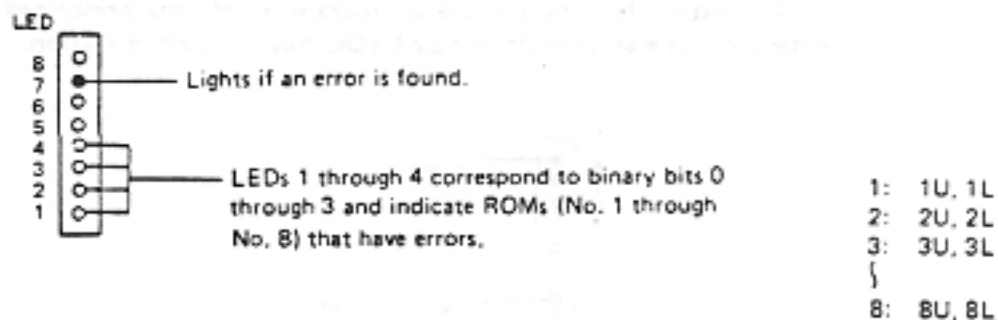 LED
8
7
6
5
4
3
2
1
Lights if an error is found.
LEDs 1 through 4 correspond to binary bits 0
through 3 and indicate ROMs (No. 1 through
No. 8) that have errors.
1: 1U, 1L
2: 2U, 2L
3: 3U, 3L
8: 8U, 8L